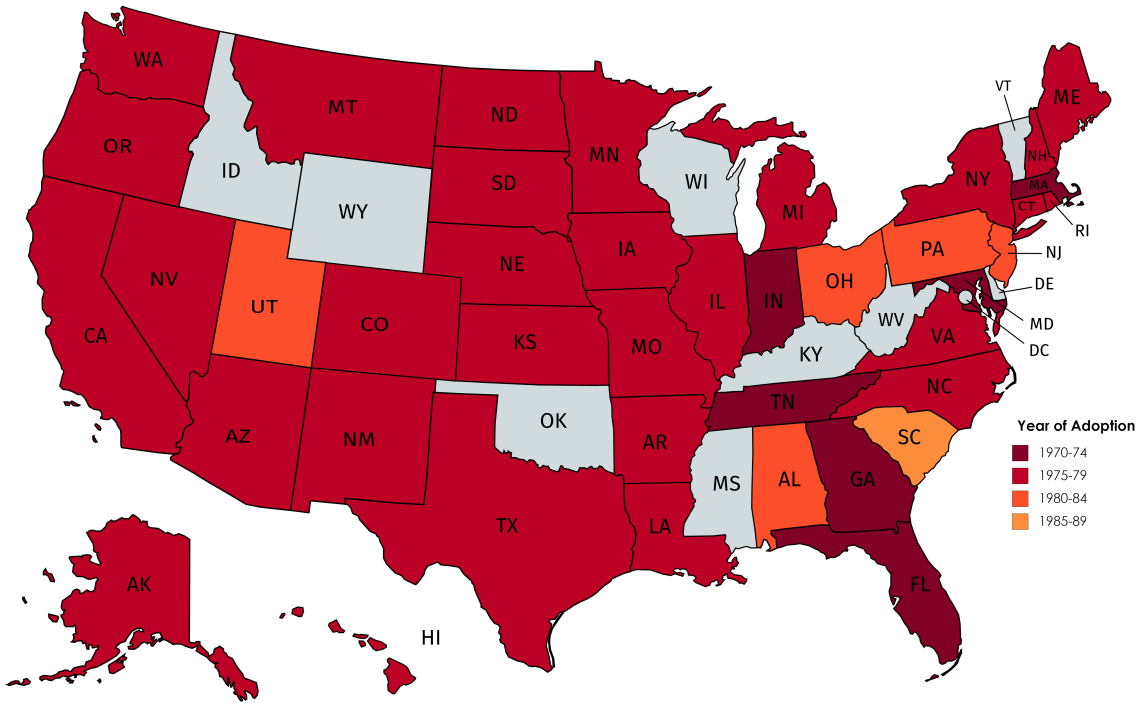 WA
MT
ND
MN
ME
VT
OR
ID
SD
WI
NH
NY
MA
WY
MI
CT
RI
IA
NE
PA
NJ
NV
UT
OH
DE
IL
IN
CO
WV
MD
CA
KS
MO
VA
DC
KY
NC
TN
OK
AZ
NM
AR
SC
MS
AL
GA
TX
LA
FL
AK
HI
Year of Adoption
1970-74
1975-79
1980-84
1985-89